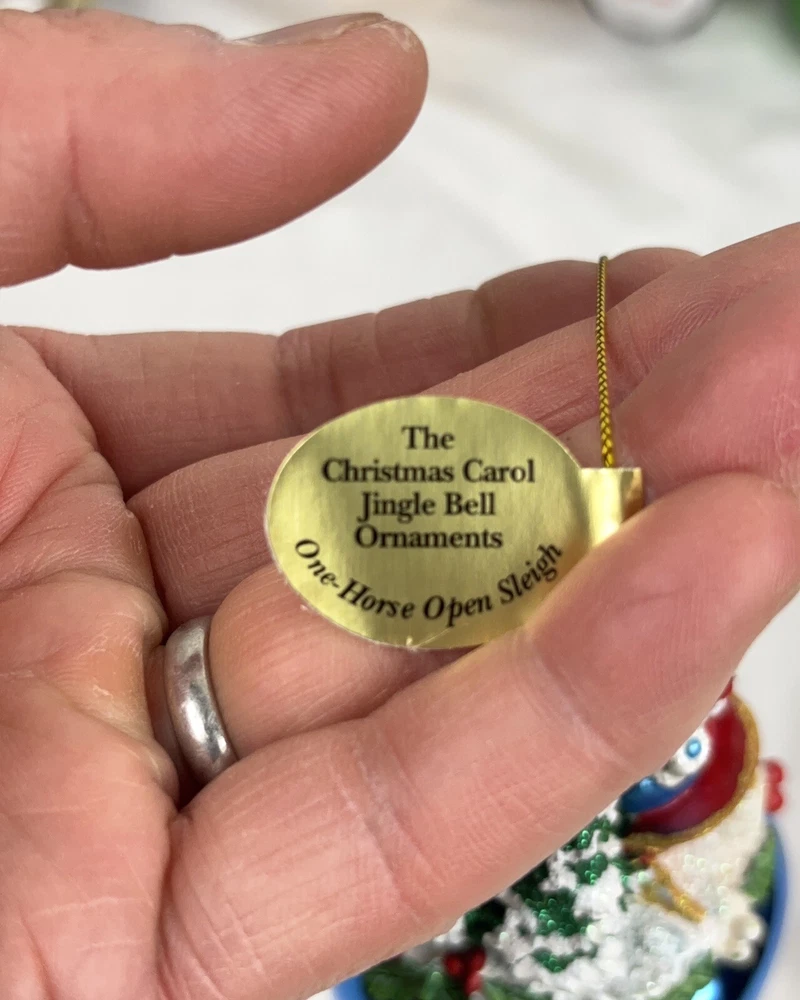 The
Christmas Carol
Jingle Bell
Ornaments
One-Horse Open Sleigh